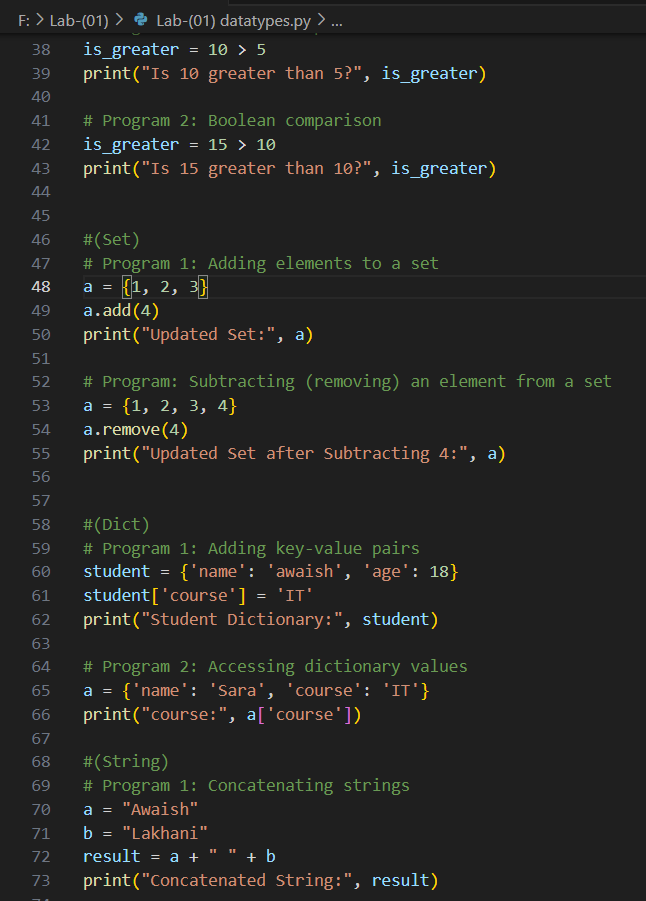 F: > Lab-(01) > Lab-(01) datatypes.py > ...
38 is_greater = 10 > 5
39 print("Is 10 greater than 5?", is_greater)
40
41 # Program 2: Boolean comparison
42 is_greater = 15 > 10
43 print("Is 15 greater than 10?", is_greater)
44
45
46 #(Set)
47 # Program 1: Adding elements to a set
48 a = {1, 2, 3}
49 a.add(4)
50 print("Updated Set:", a)
51
52 # Program: Subtracting (removing) an element from a set
53 a = {1, 2, 3, 4}
54 a.remove(4)
55 print("Updated Set after Subtracting 4:", a)
56
57
58 #(Dict)
59 # Program 1: Adding key-value pairs
60 student = {'name': 'awaish', 'age': 18}
61 student['course'] = 'IT'
62 print("Student Dictionary:", student)
63
64 # Program 2: Accessing dictionary values
65 a = {'name': 'Sara', 'course': 'IT'}
66 print("course:", a['course'])
67
68 #(String)
69 # Program 1: Concatenating strings
70 a = "Awaish"
71 b = "Lakhani"
72 result = a + " " + b
73 print("Concatenated String:", result)